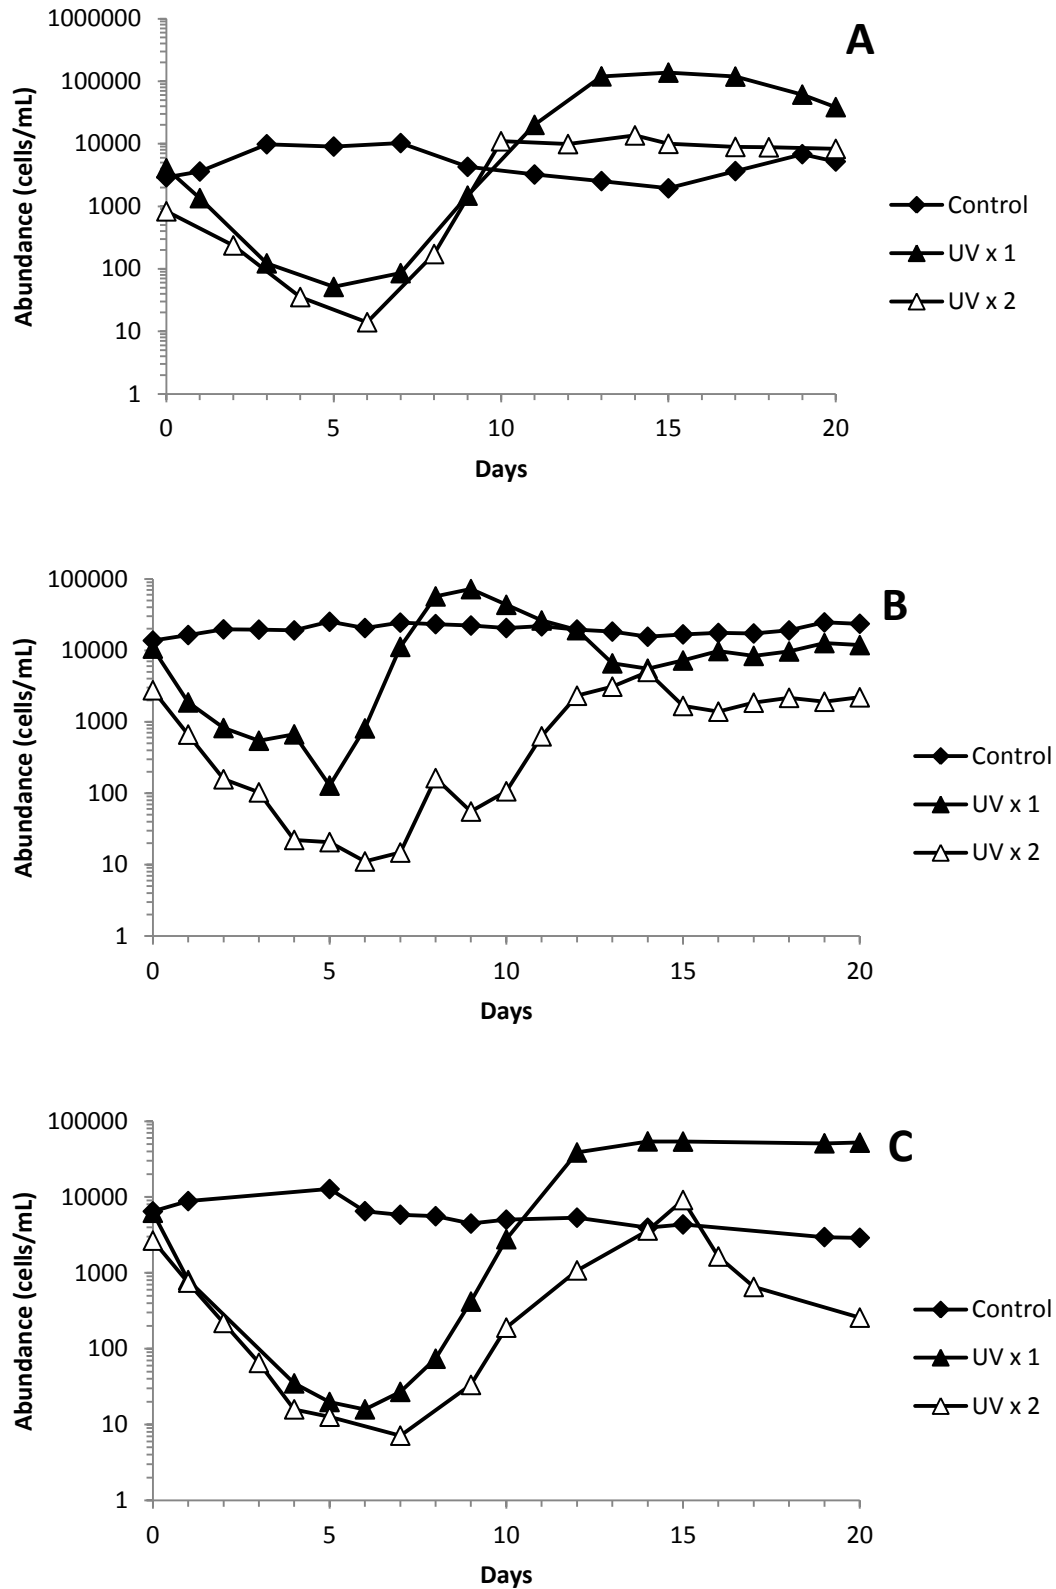 A
1000000
100000
10000
1000
100
10
1
Abundance (cells/mL)
0 5 10 15 20
Days
Control
UV x 1
UV x 2
B
100000
10000
1000
100
10
1
Abundance (cells/mL)
0 5 10 15 20
Days
Control
UV x 1
UV x 2
C
100000
10000
1000
100
10
1
Abundance (cells/mL)
0 5 10 15 20
Days
Control
UV x 1
UV x 2